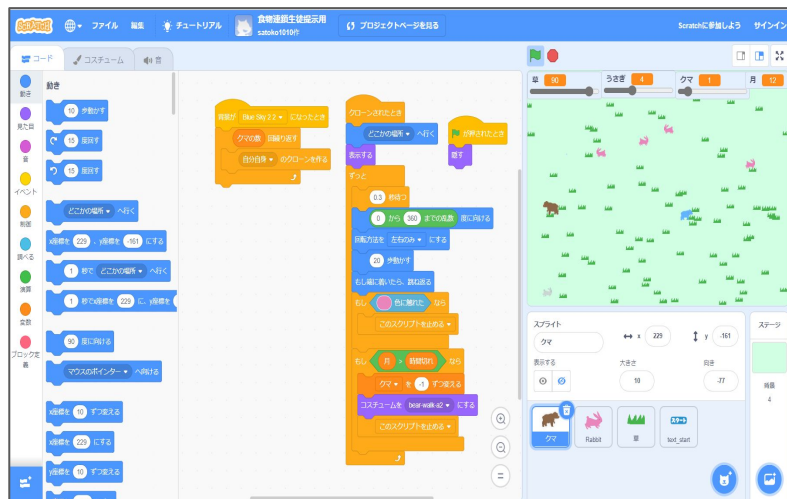 SCRATCH ファイル 編集 チュートリアル 食物連鎖生徒提示用 プロジェクトページを見る Scratchに参加しよう サインイン
satoko1010作
コード コスチューム 音
動き
見た目
音
イベント
制御
調べる
演算
変数
ブロック定義
動き
10 歩動かす
15 度回す
15 度回す
どこかの場所 へ行く
x座標を 229 、y座標を -161 にする
1 秒で どこかの場所 へ行く
1 秒でx座標を 229 に、y座標を
90 度に向ける
マウスのポインター へ向ける
x座標を 10 ずつ変える
x座標を 229 にする
y座標を 10 ずつ変える
背景が Blue Sky 2 2 になったとき
クマの数 回繰り返す
自分自身 のクローンを作る
クローンされたとき
どこかの場所 へ行く
表示する
ずっと
0.3 秒待つ
0 から 360 までの乱数 度に向ける
回転方法を 左右のみ にする
20 歩動かす
もし端に着いたら、跳ね返る
もし 色に触れた なら
このスクリプトを止める
もし 月 = 時間切れ なら
クマ を -1 ずつ変える
コスチュームを bear-walk-a2 にする
このスクリプトを止める
が押されたとき
隠す
草 90 うさぎ 4 クマ 1 月 12
スプライト
クマ x 229 y -161
表示する 大きさ 10 向き -77
クマ Rabbit 草 text_start
スタート
ステージ
背景
4